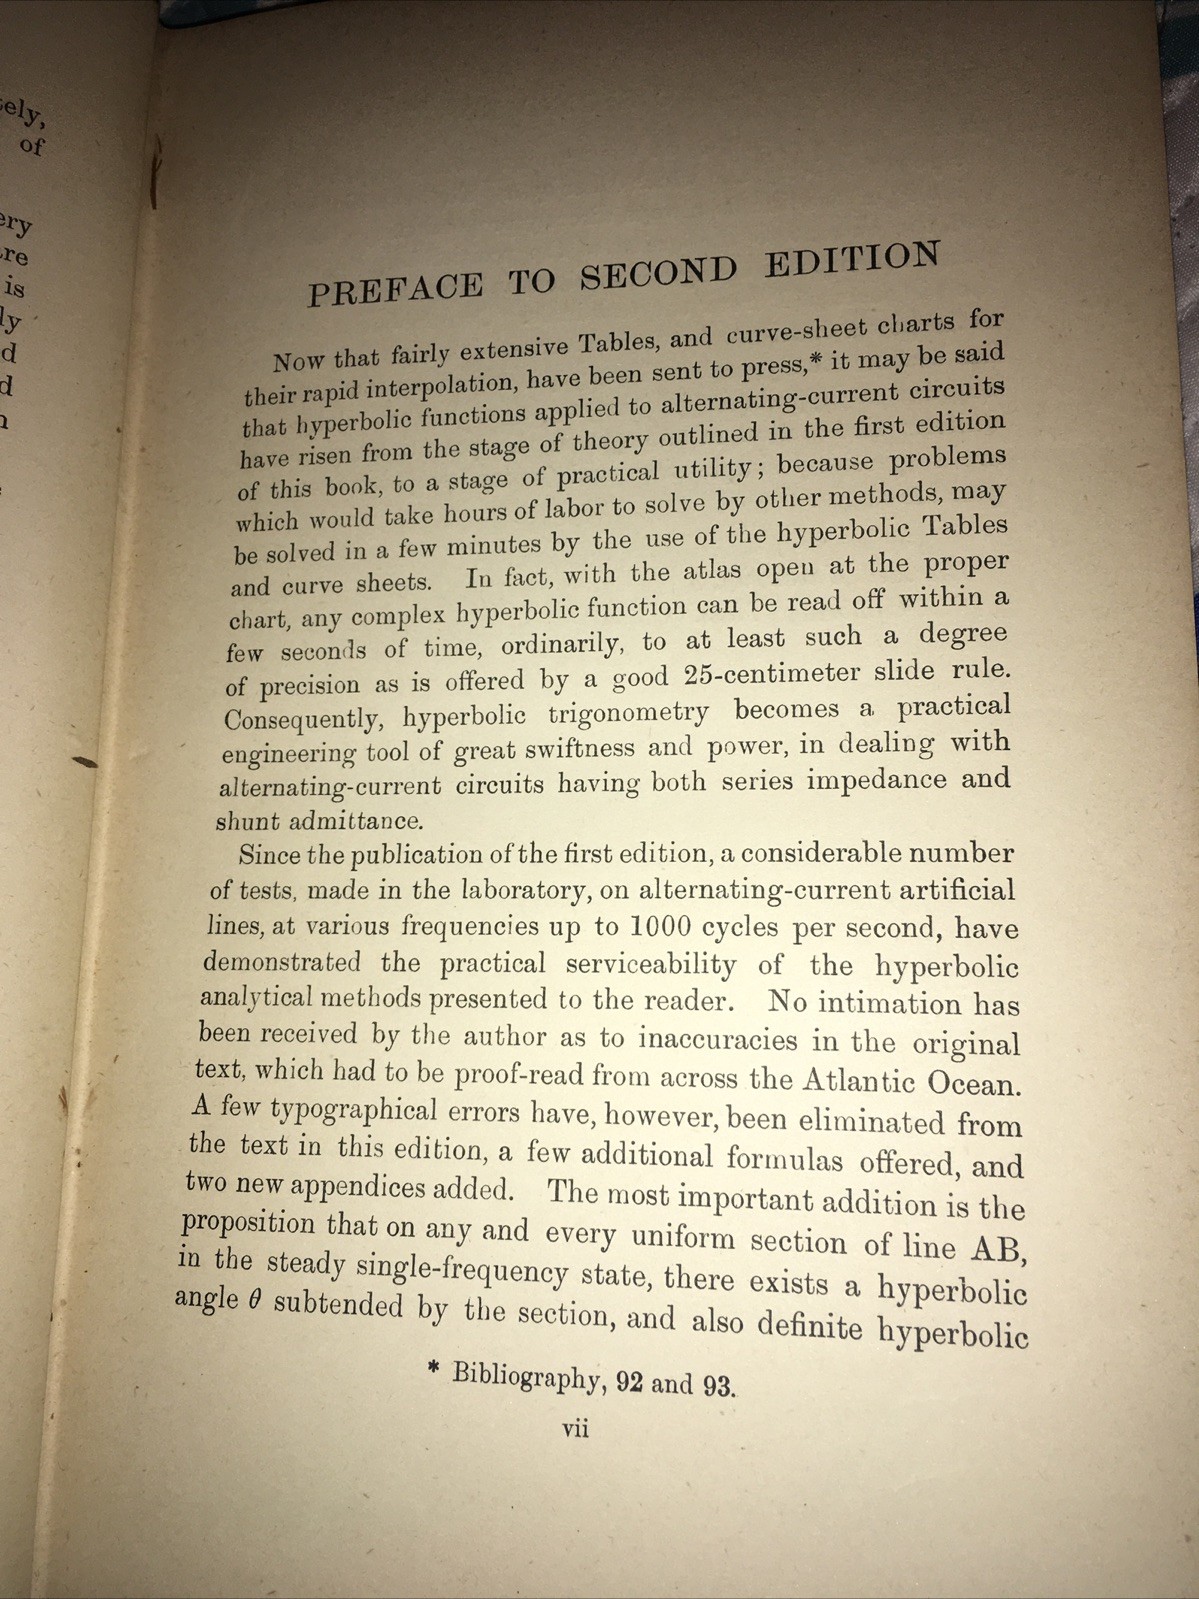 tely,
of
ery
are
is
ly
d
d
n
PREFACE TO SECOND EDITION
Now that fairly extensive Tables, and curve-sheet charts for
their rapid interpolation, have been sent to press,* it may be said
that hyperbolic functions applied to alternating-current circuits
have risen from the stage of theory outlined in the first edition
of this book, to a stage of practical utility; because problems
which would take hours of labor to solve by other methods, may
be solved in a few minutes by the use of the hyperbolic Tables
and curve sheets. In fact, with the atlas open at the proper
chart, any complex hyperbolic function can be read off within a
few seconds of time, ordinarily, to at least such a degree
of precision as is offered by a good 25-centimeter slide rule.
Consequently, hyperbolic trigonometry becomes a practical
engineering tool of great swiftness and power, in dealing with
alternating-current circuits having both series impedance and
shunt admittance.
Since the publication of the first edition, a considerable number
of tests, made in the laboratory, on alternating-current artificial
lines, at various frequencies up to 1000 cycles per second, have
demonstrated the practical serviceability of the hyperbolic
analytical methods presented to the reader. No intimation has
been received by the author as to inaccuracies in the original
text, which had to be proof-read from across the Atlantic Ocean.
A few typographical errors have, however, been eliminated from
the text in this edition, a few additional formulas offered, and
two new appendices added. The most important addition is the
proposition that on any and every uniform section of line AB,
in the steady single-frequency state, there exists a hyperbolic
angle θ subtended by the section, and also definite hyperbolic
* Bibliography, 92 and 93.
vii